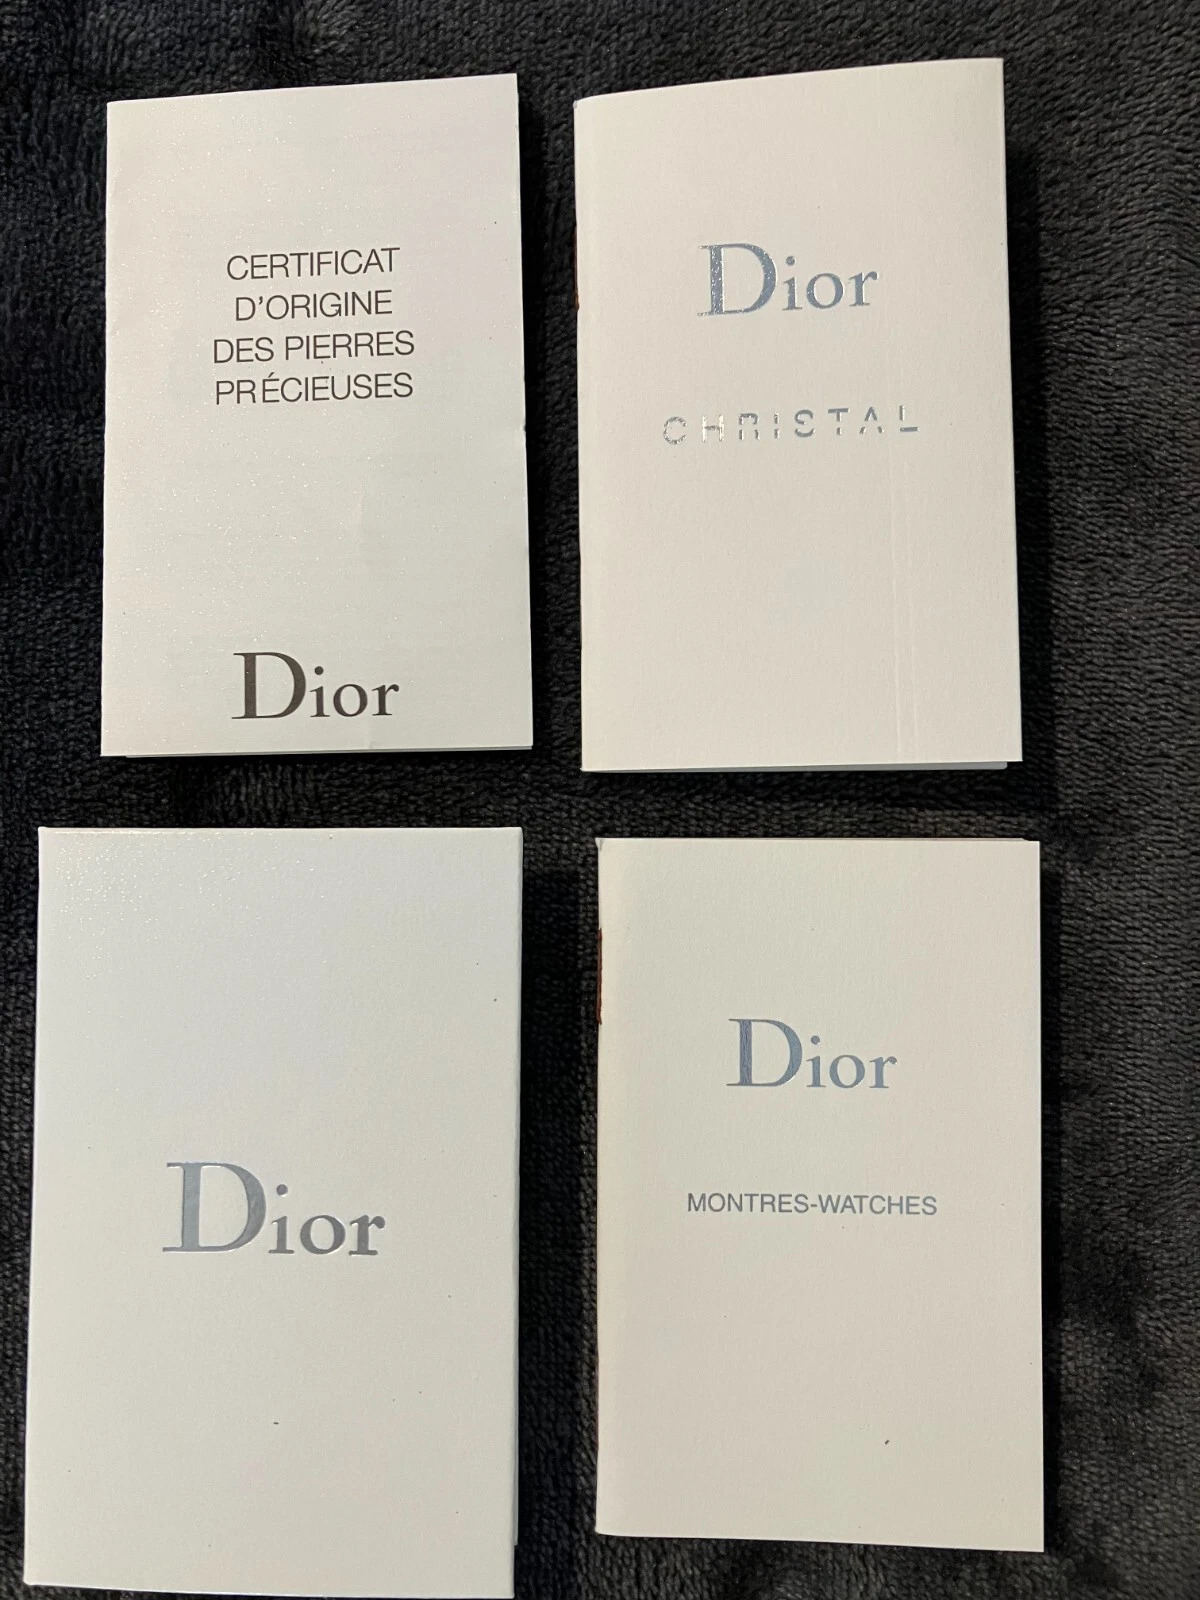 CERTIFICAT
D'ORIGINE
DES PIERRES
PRÉCIEUSES
Dior
Dior
CHRISTAL
Dior
Dior
MONTRES-WATCHES